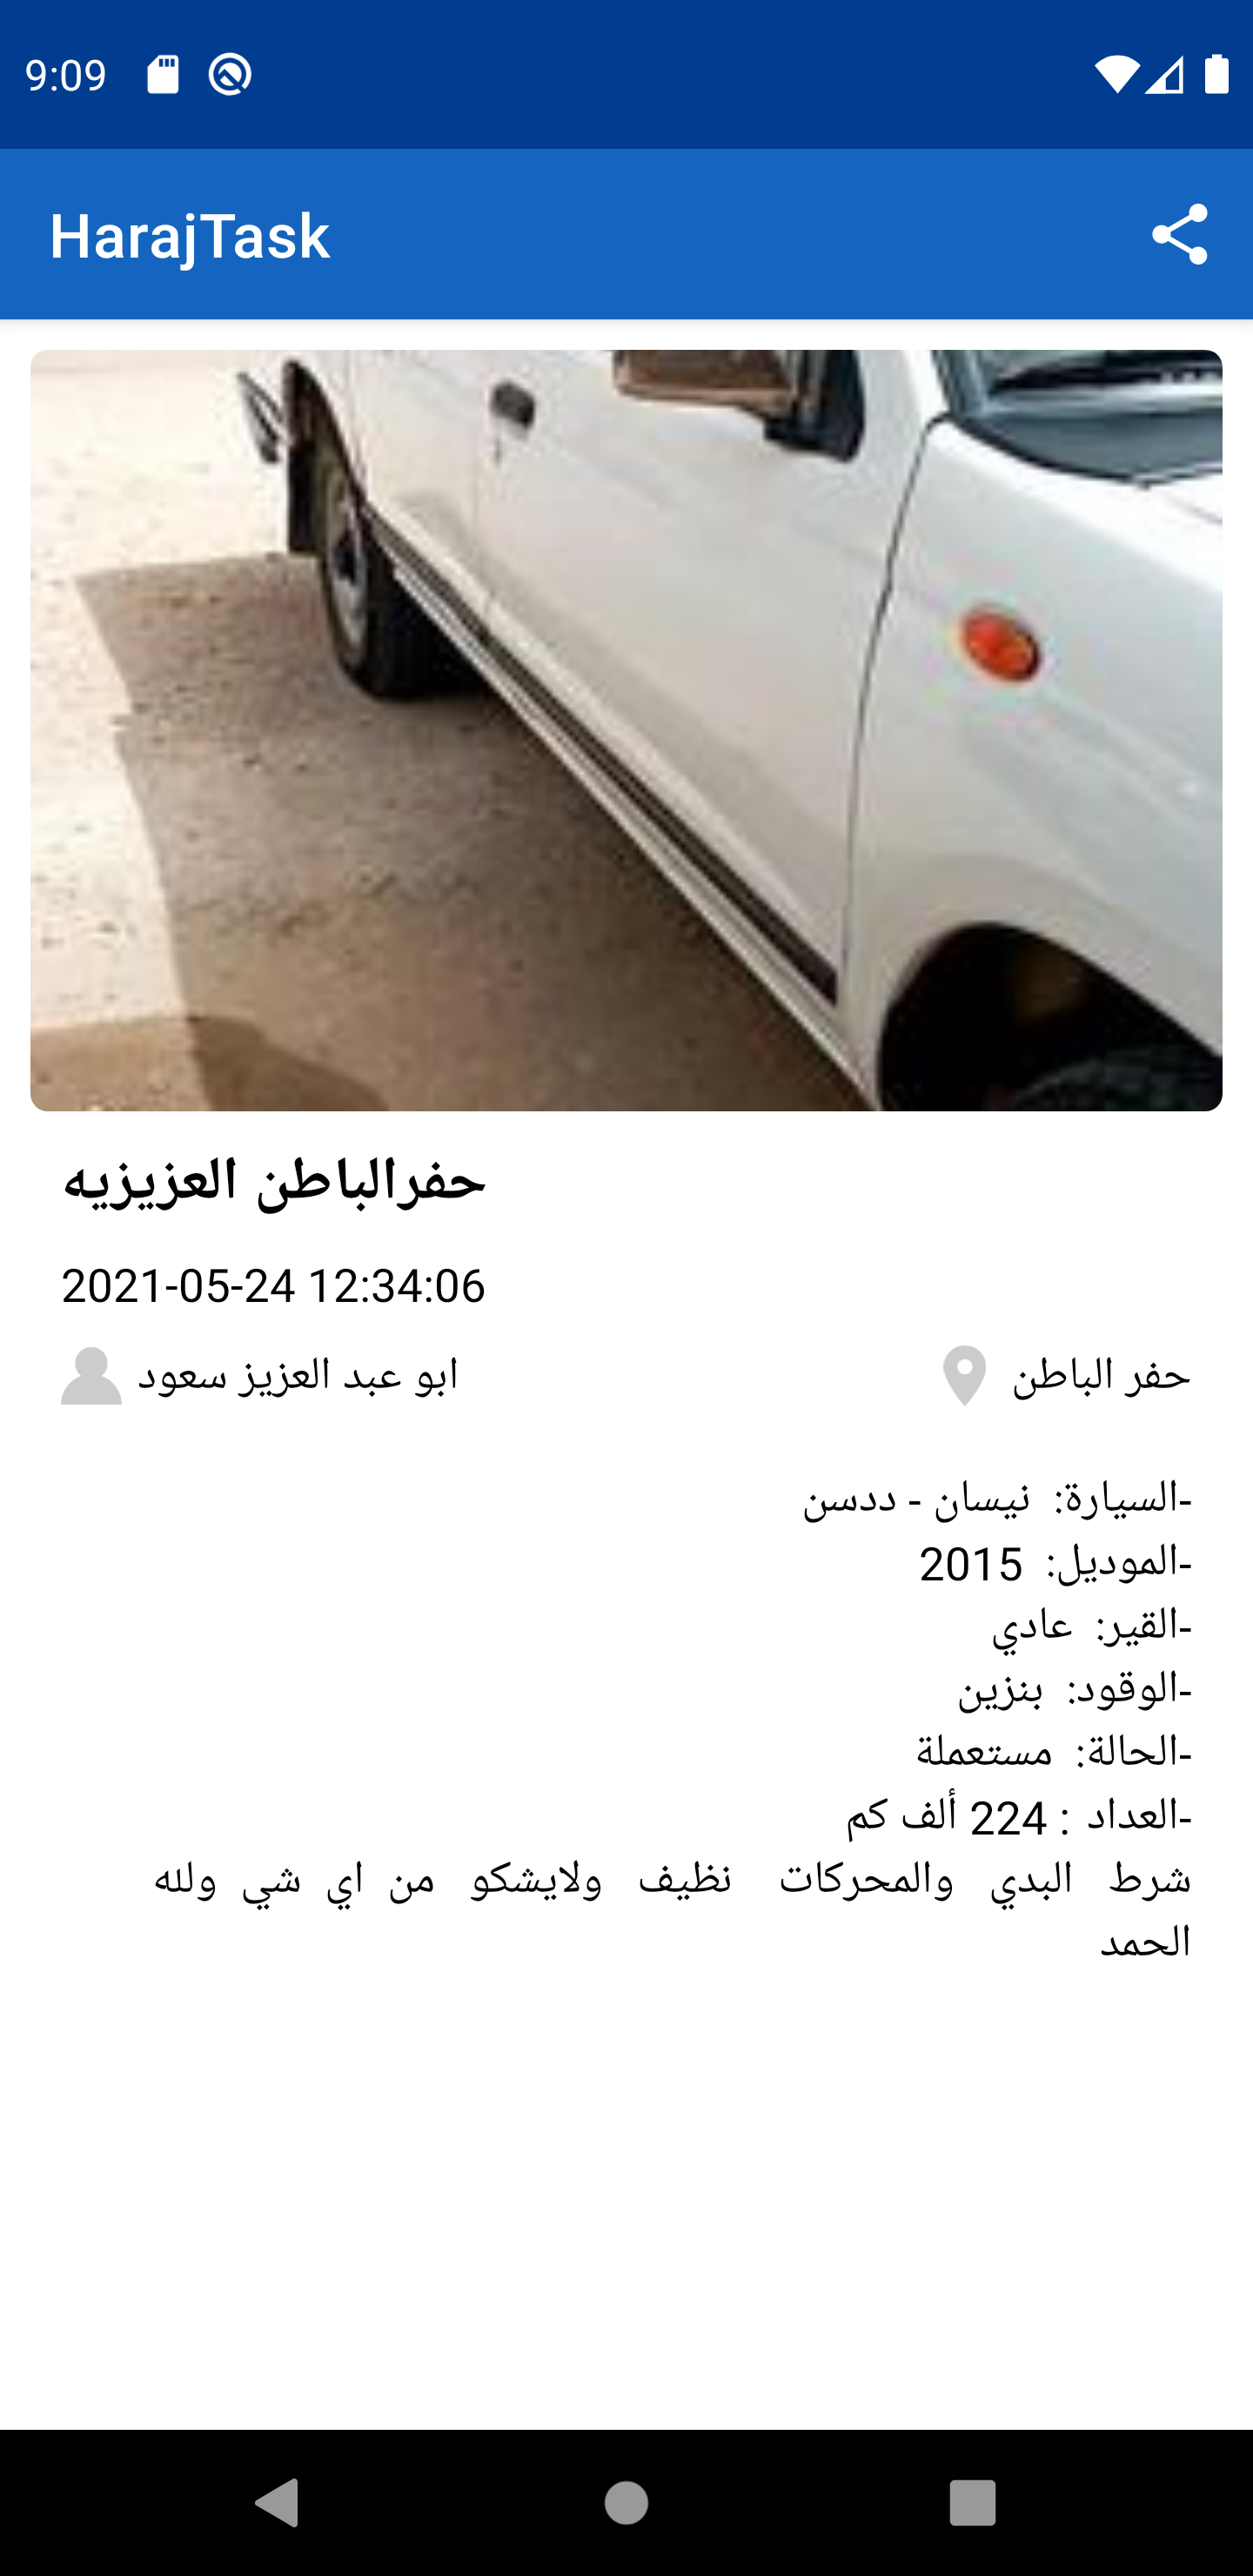 9:09
HarajTask
حفرالباطن العزيزيه
2021-05-24 12:34:06
ابو عبد العزيز سعود
حفر الباطن
-السيارة: نيسان - ددسن
-الموديل: 2015
-القير: عادي
-الوقود: بنزين
-الحالة: مستعملة
-العداد : 224 ألف كم
شرط البدي والمحركات نظيف ولايشكو من اي شي ولله
الحمد